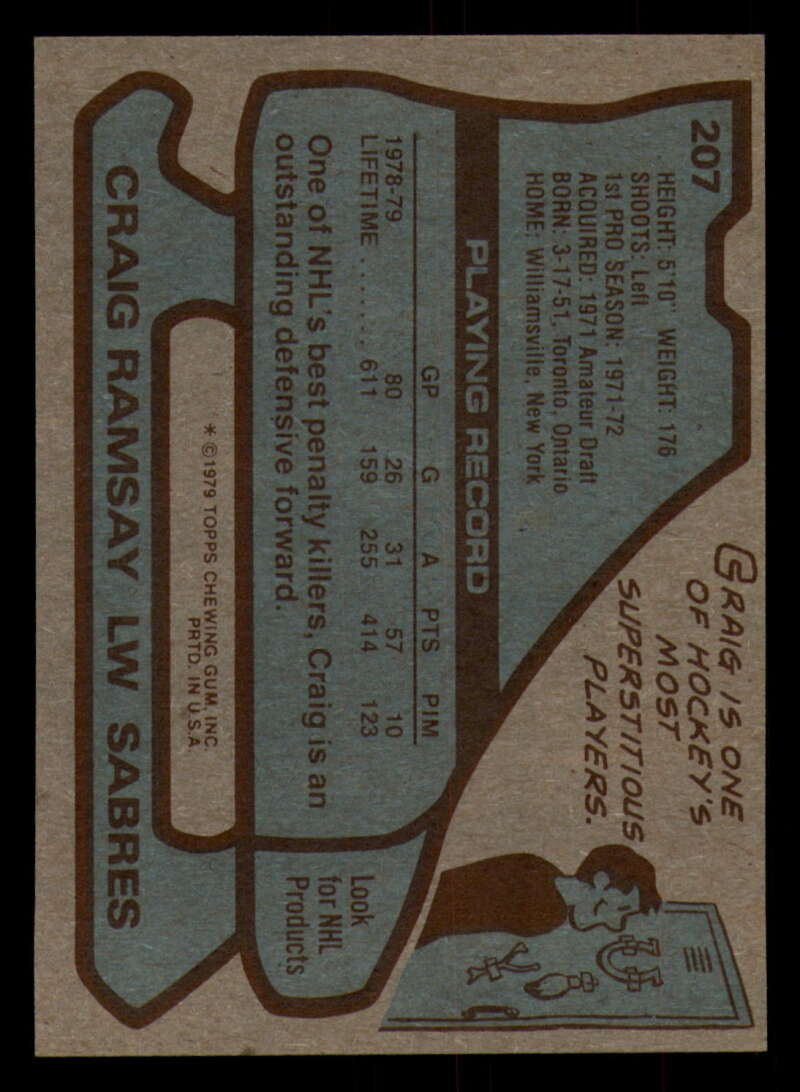 207
HEIGHT: 5'10" WEIGHT: 176
SHOOTS: Left
1st PRO SEASON: 1971-72
ACQUIRED: 1971 Amateur Draft
BORN: 3-17-51, Toronto, Ontario
HOME: Williamsville, New York
CRAIG IS ONE
OF HOCKEY'S
MOST
SUPERSTITIOUS
PLAYERS.
PLAYING RECORD
GP G A PTS PIM
1978-79 80 26 31 57 10
LIFETIME . . . . . . . 611 159 255 414 123
One of NHL's best penalty killers, Craig is an
outstanding defensive forward.
Look
for NHL
Products
* ©1979 TOPPS CHEWING GUM, INC.
PRTD. IN U.S.A.
CRAIG RAMSAY LW SABRES